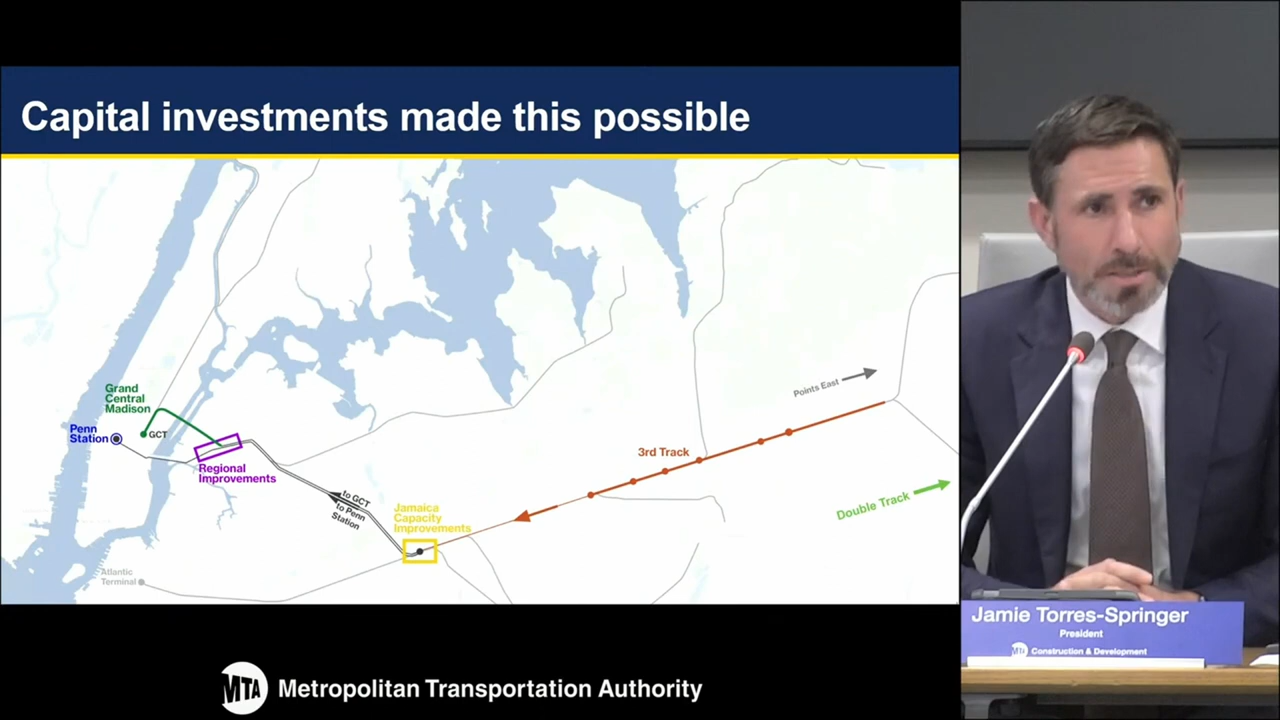 Capital investments made this possible
Grand
Central
Madison
GCT
Penn
Station
Regional
Improvements
to GCT
to Penn
Station
Jamaica
Capacity
Improvements
Atlantic
Terminal
3rd Track
Points East
Double Track
MTA Metropolitan Transportation Authority
Jamie Torres-Springer
President
MTA Construction & Development